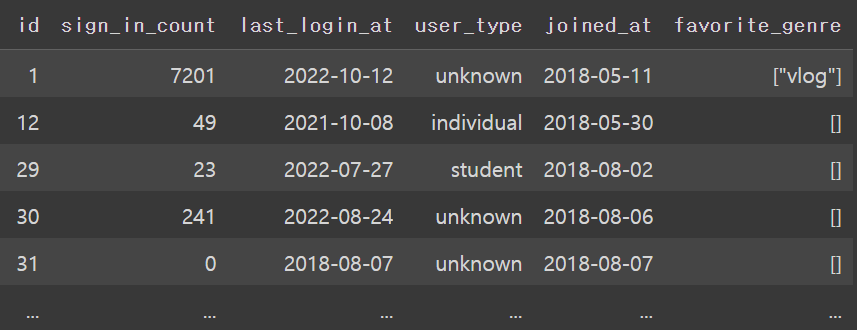 id sign_in_count last_login_at user_type joined_at favorite_genre
1 7201 2022-10-12 unknown 2018-05-11 ["vlog"]
12 49 2021-10-08 individual 2018-05-30 []
29 23 2022-07-27 student 2018-08-02 []
30 241 2022-08-24 unknown 2018-08-06 []
31 0 2018-08-07 unknown 2018-08-07 []
... ... ... ... ... ...